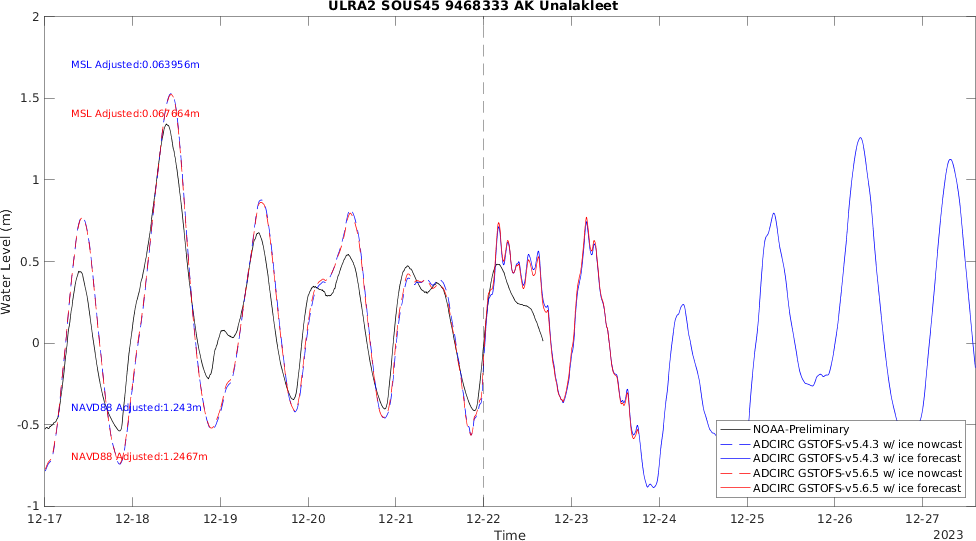 ULRA2 SOUS45 9468333 AK Unalakleet
2
1.5
1
0.5
0
-0.5
-1
Water Level (m)
MSL Adjusted:0.063956m
MSL Adjusted:0.067664m
NAVD88 Adjusted:1.243m
NAVD88 Adjusted:1.2467m
NOAA-Preliminary
ADCIRC GSTOFS-v5.4.3 w/ ice nowcast
ADCIRC GSTOFS-v5.4.3 w/ ice forecast
ADCIRC GSTOFS-v5.6.5 w/ ice nowcast
ADCIRC GSTOFS-v5.6.5 w/ ice forecast
12-17 12-18 12-19 12-20 12-21 12-22 12-23 12-24 12-25 12-26 12-27
Time
2023